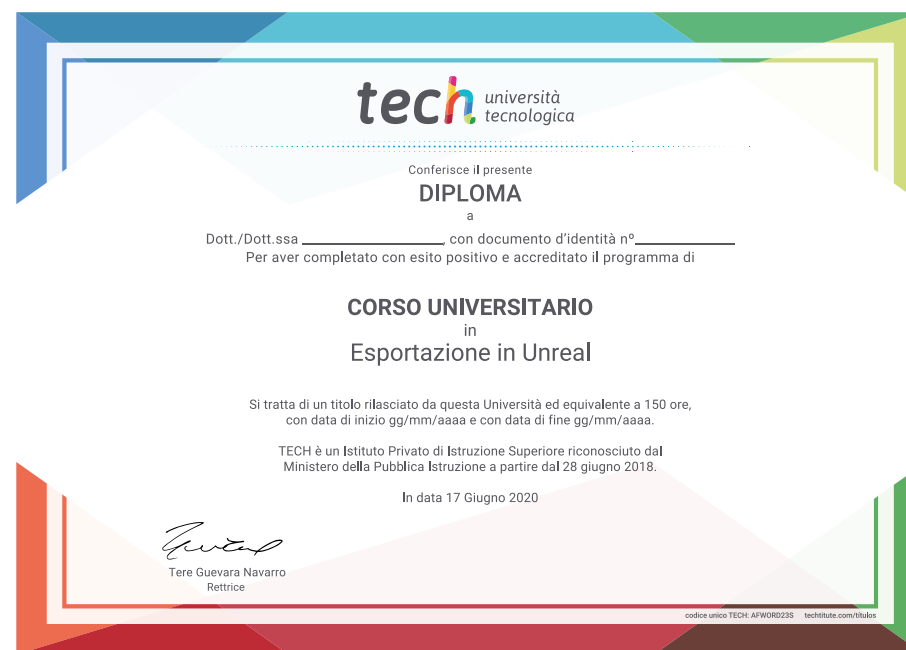 tech università
tecnologica
Conferisce il presente
DIPLOMA
a
Dott./Dott.ssa ____________________, con documento d'identità nº______________
Per aver completato con esito positivo e accreditato il programma di
CORSO UNIVERSITARIO
in
Esportazione in Unreal
Si tratta di un titolo rilasciato da questa Università ed equivalente a 150 ore,
con data di inizio gg/mm/aaaa e con data di fine gg/mm/aaaa.
TECH è un Istituto Privato di Istruzione Superiore riconosciuto dal
Ministero della Pubblica Istruzione a partire dal 28 giugno 2018.
In data 17 Giugno 2020
Tere Guevara Navarro
Rettrice
codice unico TECH: AFWORD23S techtitute.com/titulos